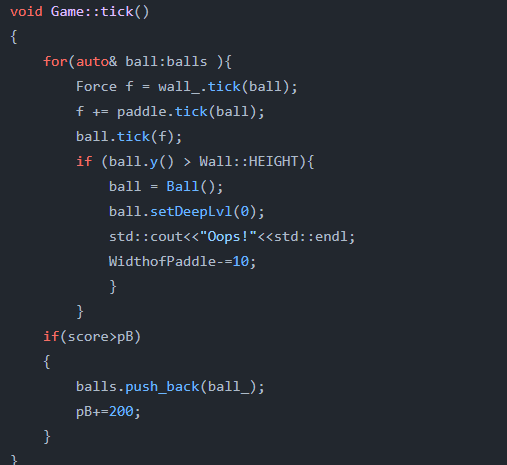 void Game::tick()
{
    for(auto& ball:balls ){
        Force f = wall_.tick(ball);
        f += paddle.tick(ball);
        ball.tick(f);
        if (ball.y() > Wall::HEIGHT){
            ball = Ball();
            ball.setDeepLvl(0);
            std::cout<<"Oops!"<<std::endl;
            WidthofPaddle-=10;
            }
        }
    if(score>pB)
    {
        balls.push_back(ball_);
        pB+=200;
    }
}